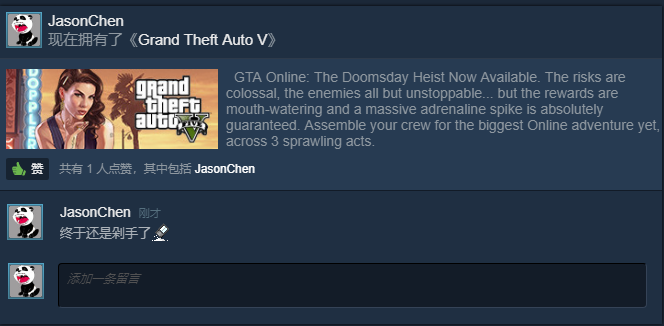 JasonChen
现在拥有了《Grand Theft Auto V》
DOPPLER
grand
theft
auto
V
GTA Online: The Doomsday Heist Now Available. The risks are
colossal, the enemies all but unstoppable... but the rewards are
mouth-watering and a massive adrenaline spike is absolutely
guaranteed. Assemble your crew for the biggest Online adventure yet,
across 3 sprawling acts.
赞 共有 1 人点赞，其中包括 JasonChen
JasonChen 刚才
终于还是剁手了
添加一条留言